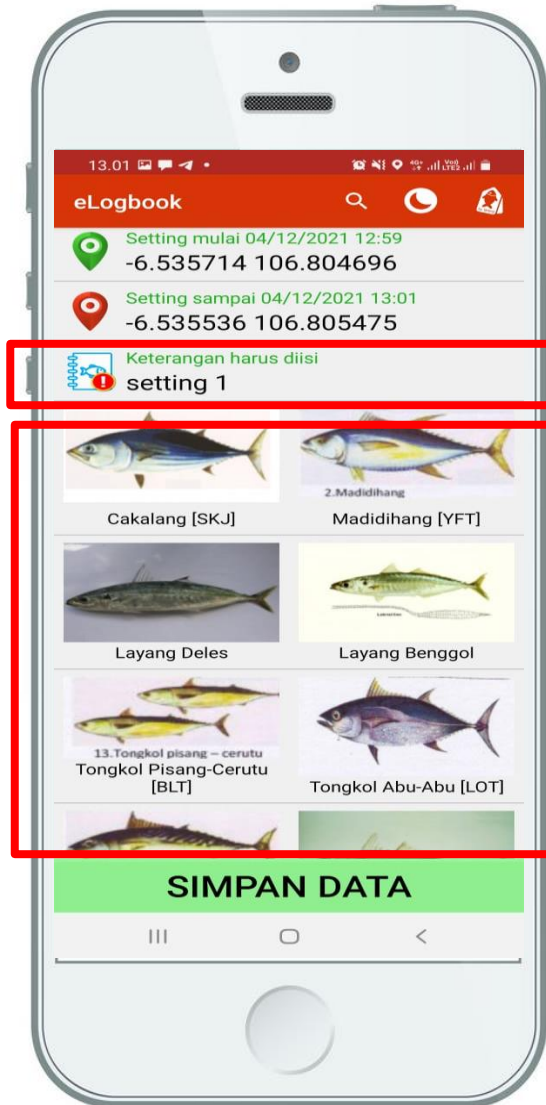 13.01
eLogbook
Setting mulai 04/12/2021 12:59
-6.535714 106.804696
Setting sampai 04/12/2021 13:01
-6.535536 106.805475
Keterangan harus diisi
setting 1
2.Madidihang
Cakalang [SKJ]
Madidihang [YFT]
Layang Deles
Layang Benggol
13.Tongkol pisang – cerutu
Tongkol Pisang-Cerutu
[BLT]
Tongkol Abu-Abu [LOT]
SIMPAN DATA